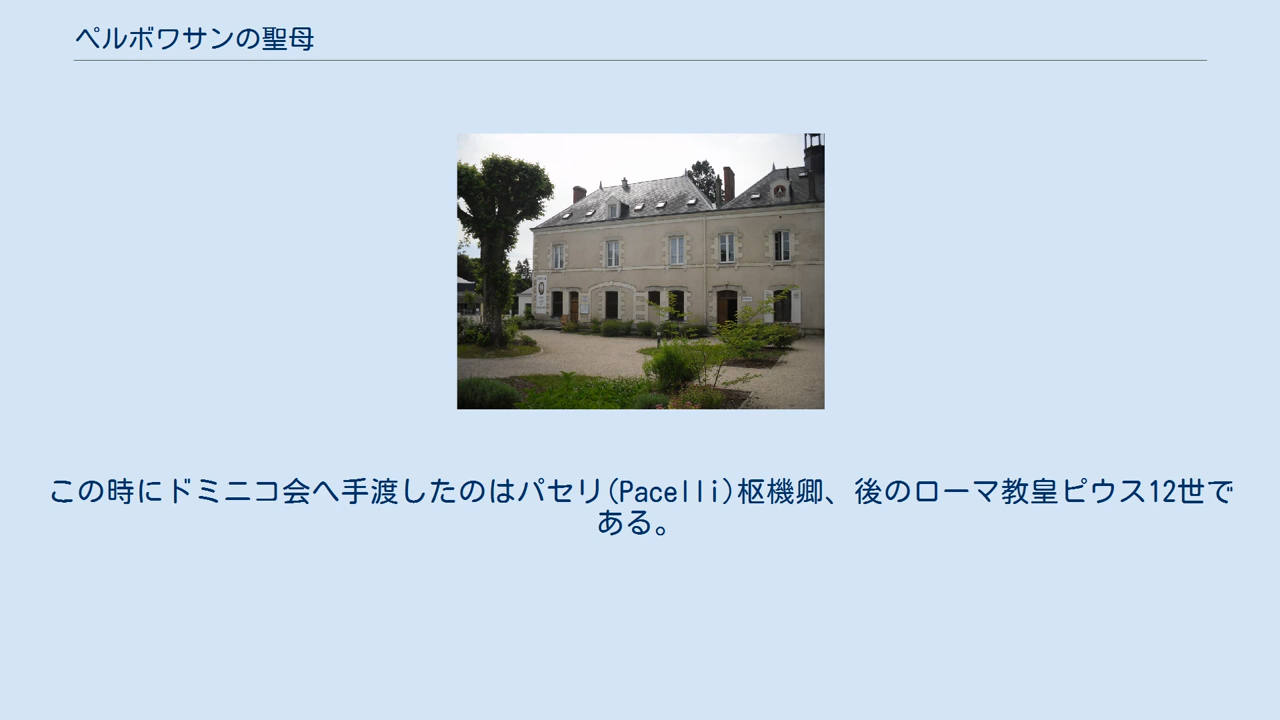 ペルボワサンの聖母
この時にドミニコ会へ手渡したのはパセリ(Pacelli)枢機卿、後のローマ教皇ピウス12世で
ある。